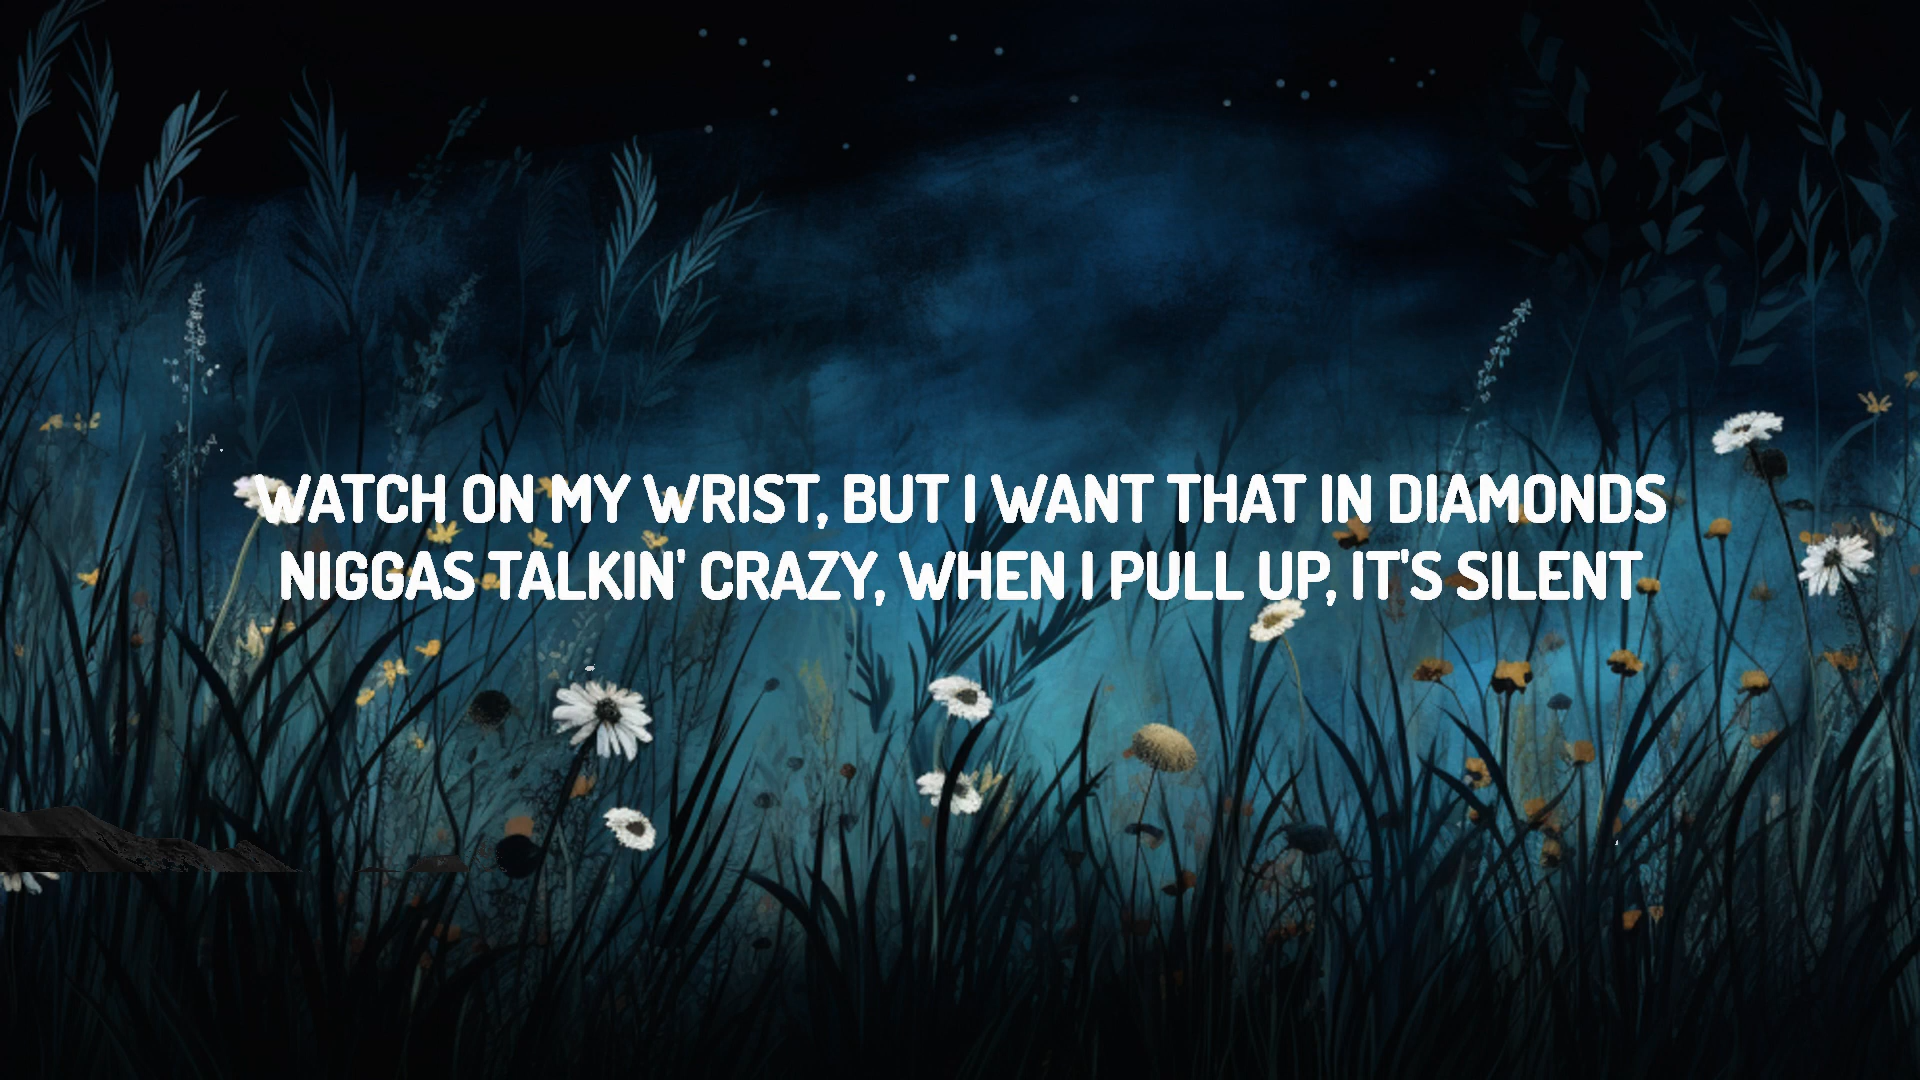 WATCH ON MY WRIST, BUT I WANT THAT IN DIAMONDS
NIGGAS TALKIN' CRAZY, WHEN I PULL UP, IT'S SILENT